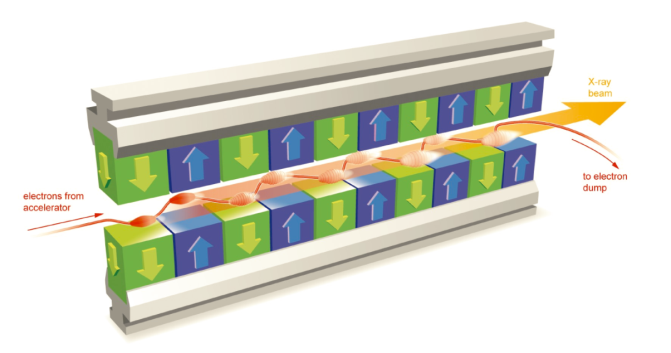 X-ray
beam
electrons from
accelerator
to electron
dump